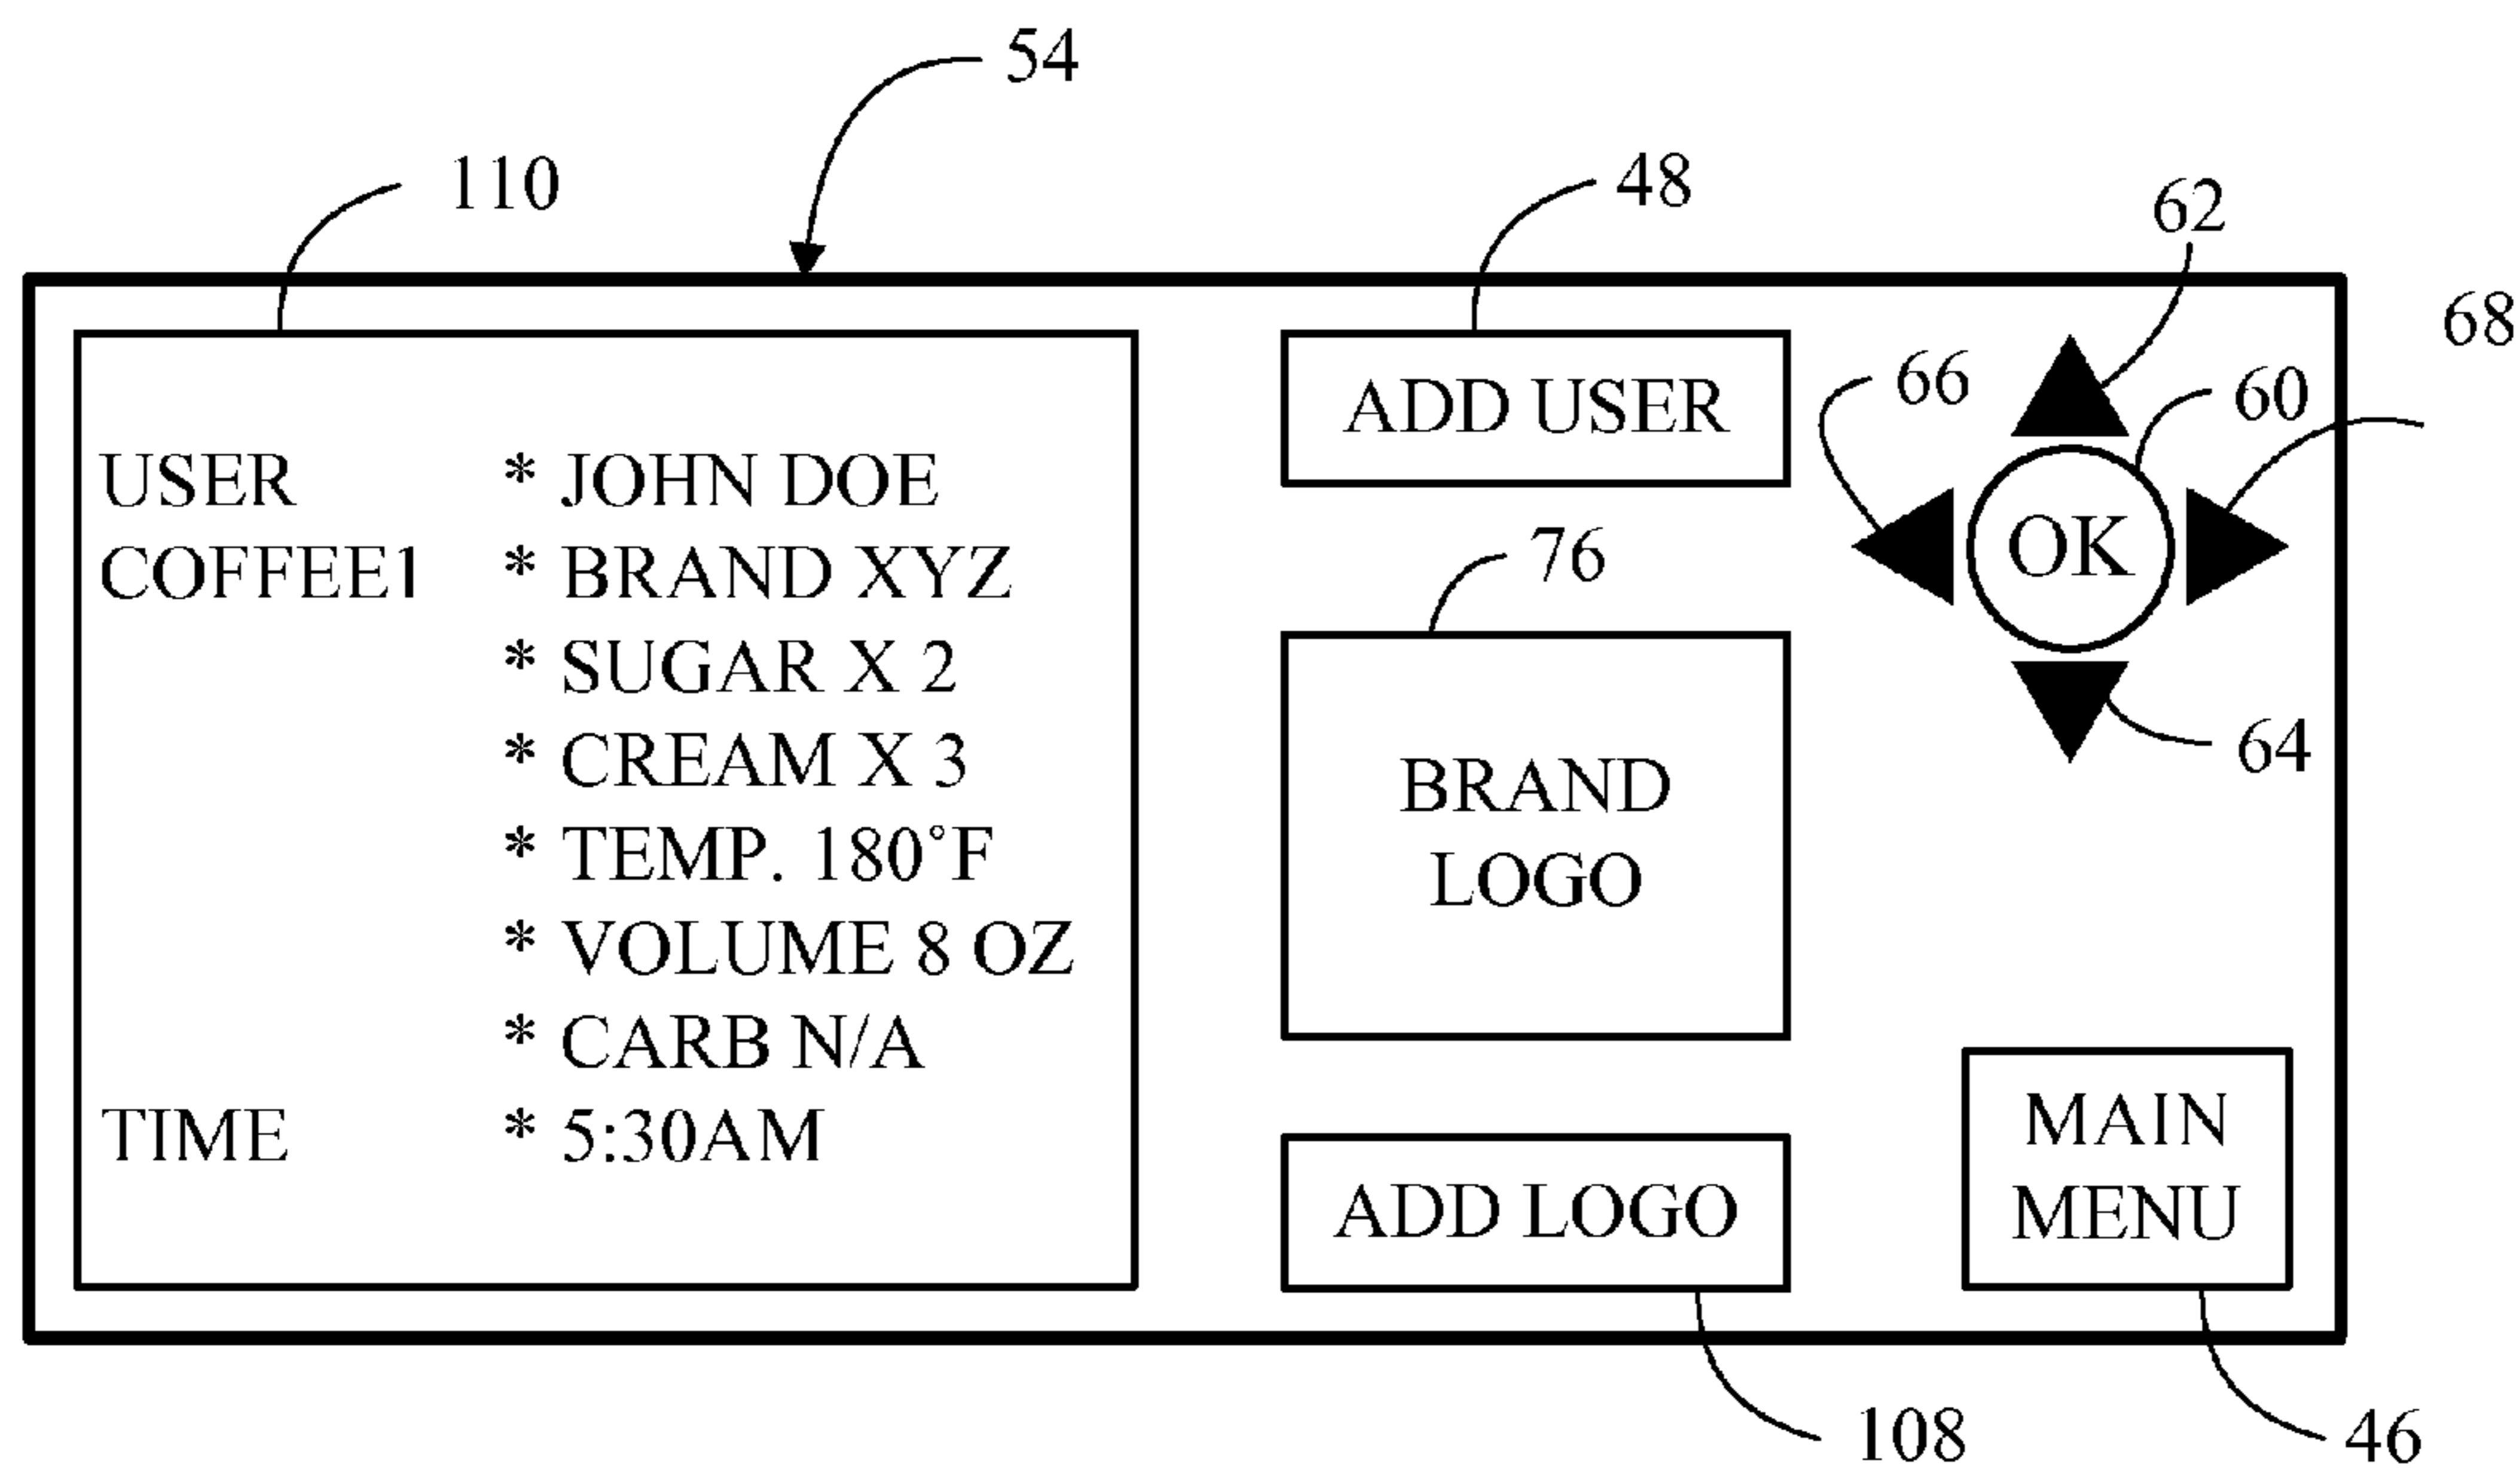 54
110
48
62
68
66
60
ADD USER
USER * JOHN DOE
COFFEE1 * BRAND XYZ
* SUGAR X 2
* CREAM X 3
* TEMP. 180°F
* VOLUME 8 OZ
* CARB N/A
TIME * 5:30AM
76
OK
64
BRAND
LOGO
ADD LOGO
MAIN
MENU
108
46